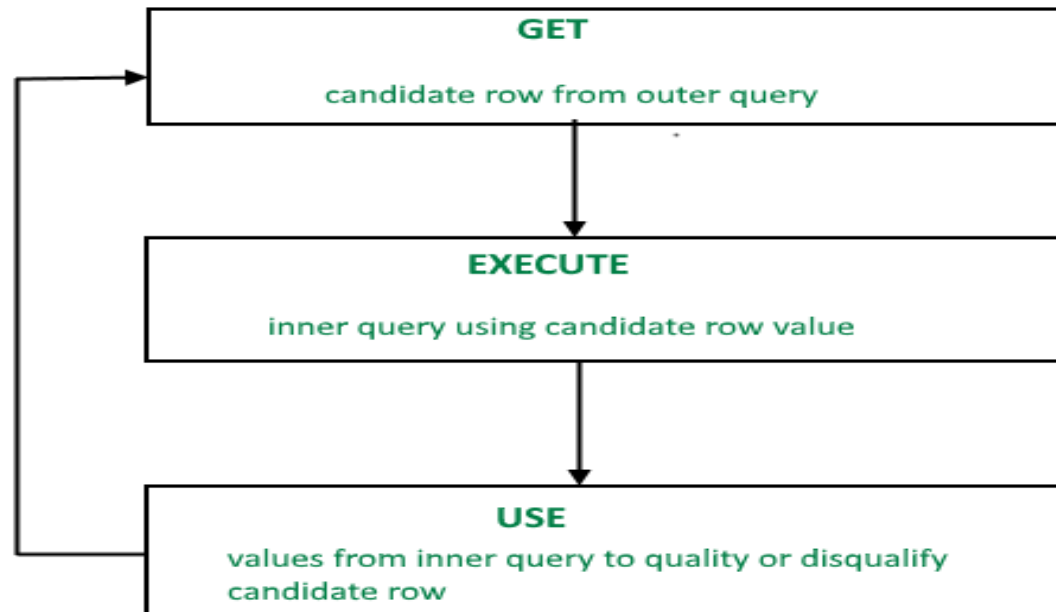 GET
candidate row from outer query
EXECUTE
inner query using candidate row value
USE
values from inner query to quality or disqualify
candidate row